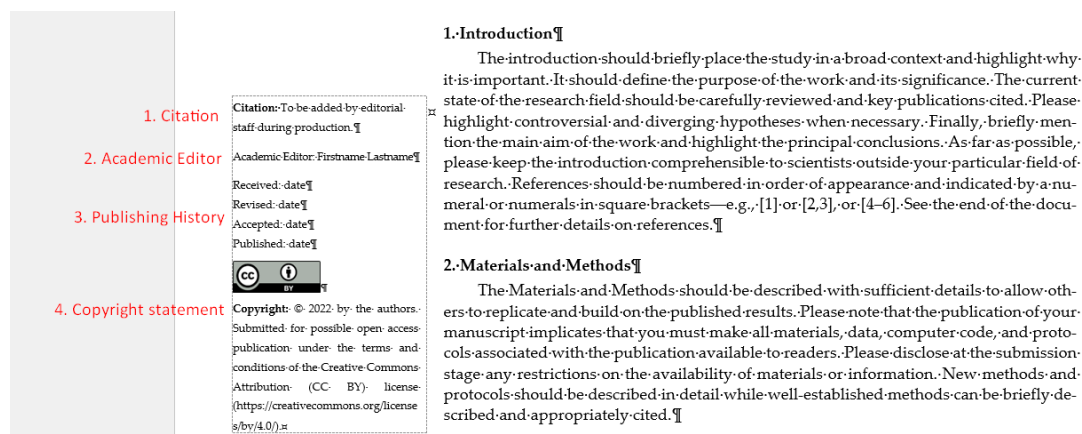 1. Citation
2. Academic Editor
3. Publishing History
4. Copyright statement
Citation: To be added by editorial
staff during production.¶
Academic Editor: Firstname Lastname¶
Received: date¶
Revised: date¶
Accepted: date¶
Published: date¶
cc
BY
¶
Copyright: © 2022 by the authors.
Submitted for possible open access
publication under the terms and
conditions of the Creative Commons
Attribution (CC BY) license
(https://creativecommons.org/license
s/by/4.0/).¤
¤
1. Introduction¶
The introduction should briefly place the study in a broad context and highlight why
it is important. It should define the purpose of the work and its significance. The current
state of the research field should be carefully reviewed and key publications cited. Please
highlight controversial and diverging hypotheses when necessary. Finally, briefly men-
tion the main aim of the work and highlight the principal conclusions. As far as possible,
please keep the introduction comprehensible to scientists outside your particular field of
research. References should be numbered in order of appearance and indicated by a nu-
meral or numerals in square brackets—e.g., [1] or [2,3], or [4–6]. See the end of the docu-
ment for further details on references.¶
2. Materials and Methods¶
The Materials and Methods should be described with sufficient details to allow oth-
ers to replicate and build on the published results. Please note that the publication of your
manuscript implicates that you must make all materials, data, computer code, and proto-
cols associated with the publication available to readers. Please disclose at the submission
stage any restrictions on the availability of materials or information. New methods and
protocols should be described in detail while well-established methods can be briefly de-
scribed and appropriately cited.¶